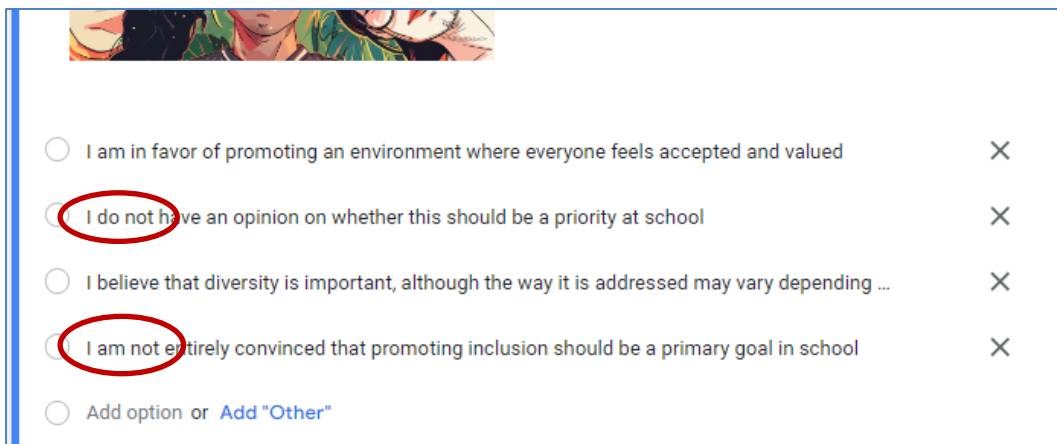 I am in favor of promoting an environment where everyone feels accepted and valued
I do not have an opinion on whether this should be a priority at school
I believe that diversity is important, although the way it is addressed may vary depending ...
I am not entirely convinced that promoting inclusion should be a primary goal in school
Add option or Add "Other"